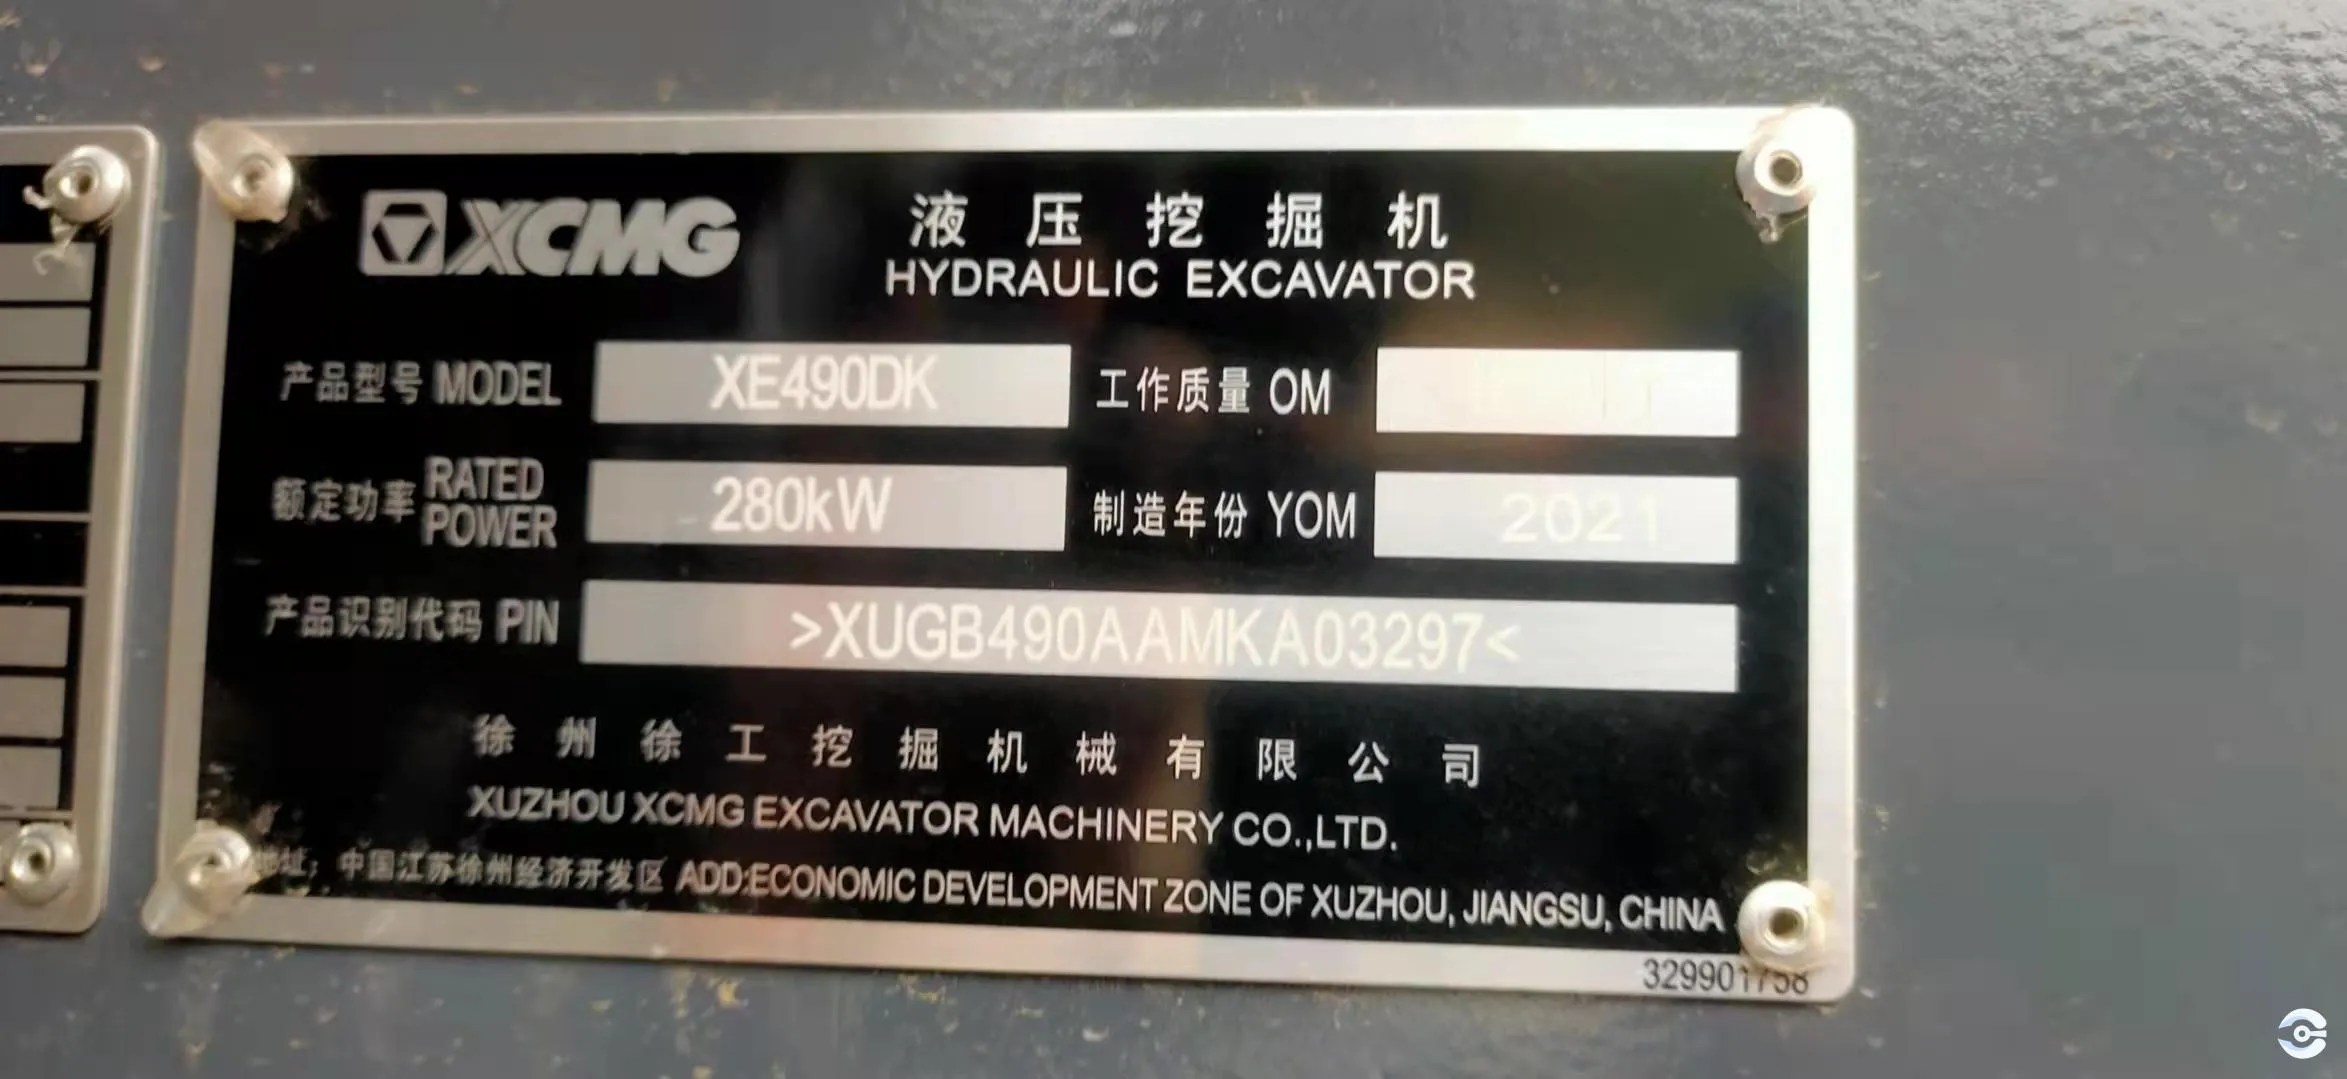 XCMG
液压挖掘机
HYDRAULIC EXCAVATOR
产品型号 MODEL XE490DK 工作质量 OM
额定功率 RATED POWER 280kW 制造年份 YOM 2021
产品识别代码 PIN >XUGB490AAMKA03297<
徐州徐工挖掘机械有限公司
XUZHOU XCMG EXCAVATOR MACHINERY CO.,LTD.
地址：中国江苏徐州经济开发区 ADD:ECONOMIC DEVELOPMENT ZONE OF XUZHOU, JIANGSU, CHINA
329901758